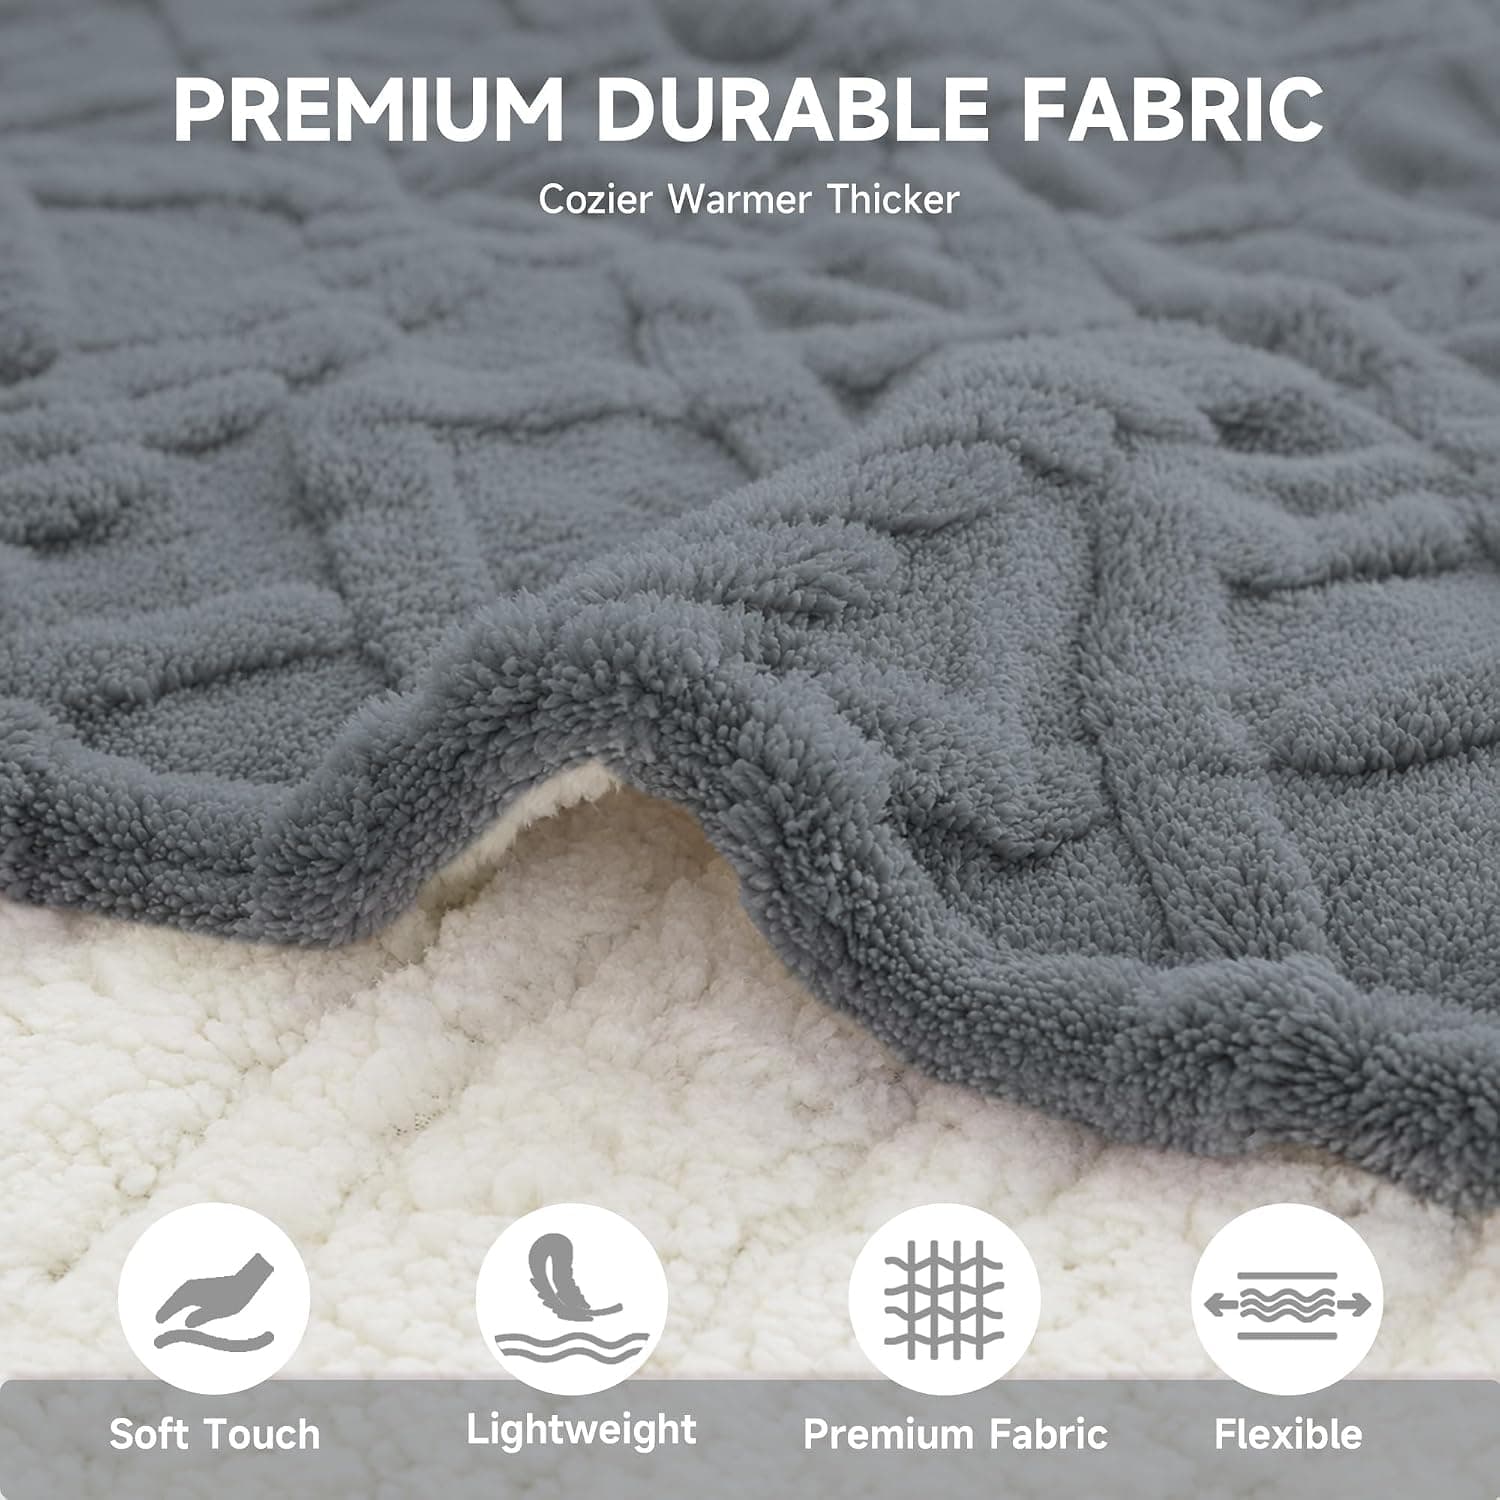 PREMIUM DURABLE FABRIC
Cozier Warmer Thicker
Soft Touch
Lightweight
Premium Fabric
Flexible